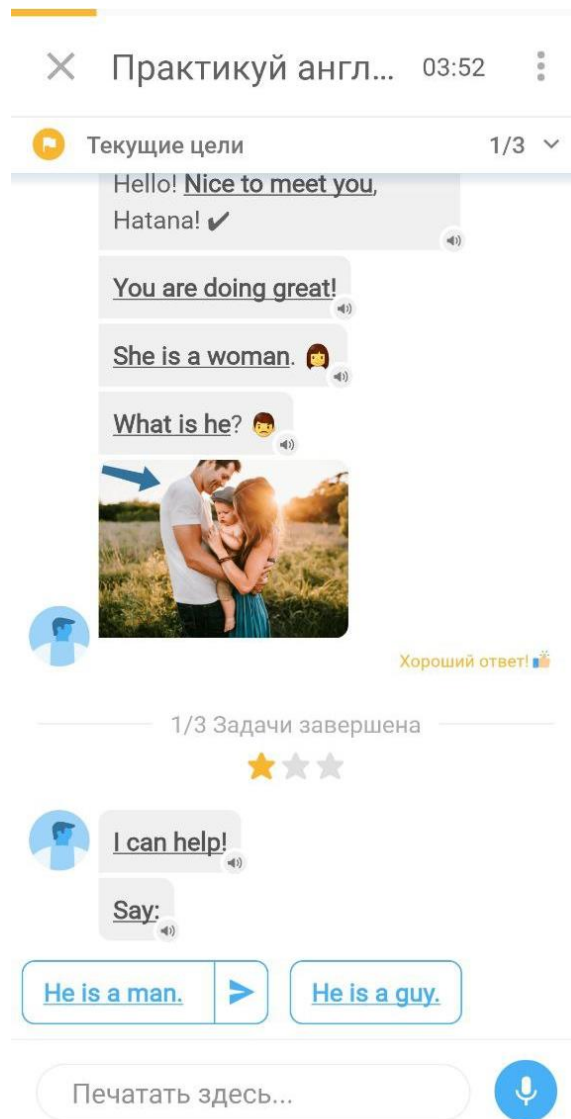 Практикуй англ... 03:52
Текущие цели 1/3
Hello! Nice to meet you,
Hatana! ✔
You are doing great!
She is a woman. 👩
What is he? 👨
Хороший ответ! 👍
1/3 Задачи завершена
I can help!
Say:
He is a man. He is a guy.
Печатать здесь...